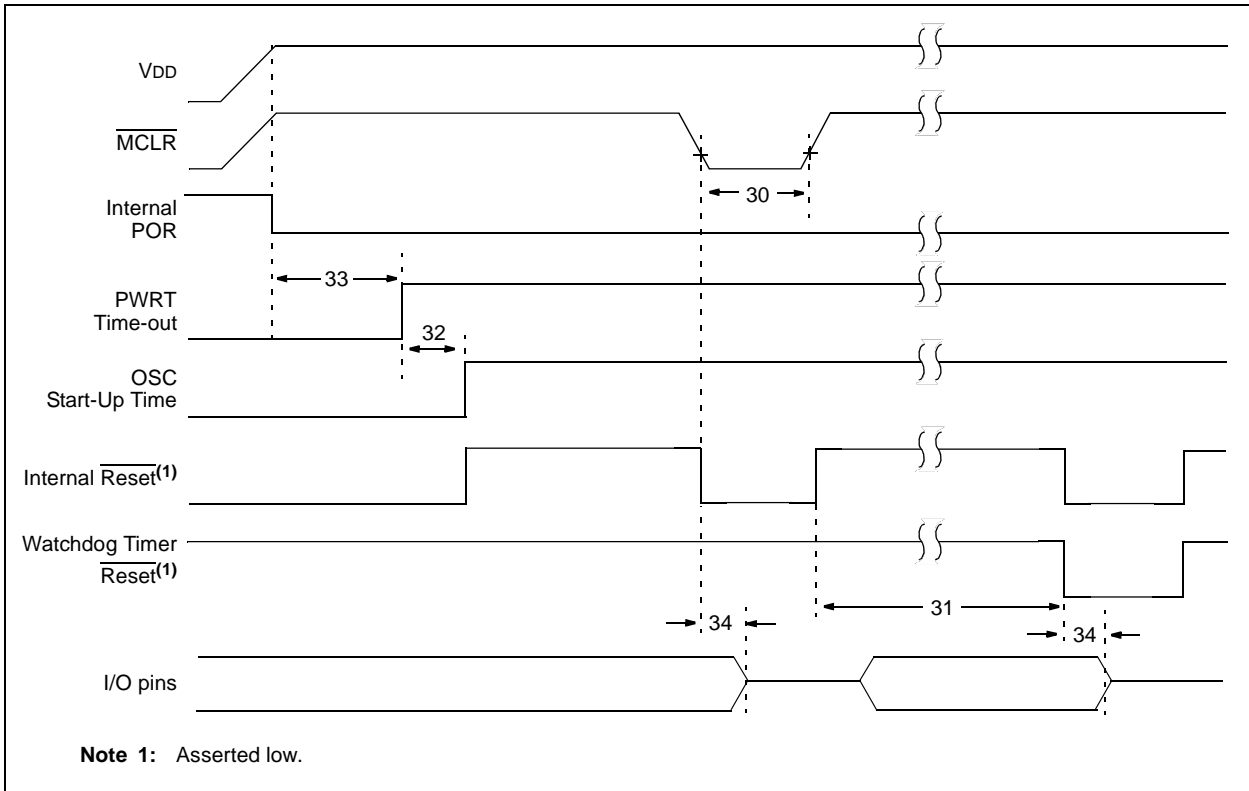 VDD
MCLR
30
Internal
POR
33
PWRT
Time-out
32
OSC
Start-Up Time
Internal Reset(1)
Watchdog Timer
Reset(1)
31
34
34
I/O pins
Note 1: Asserted low.